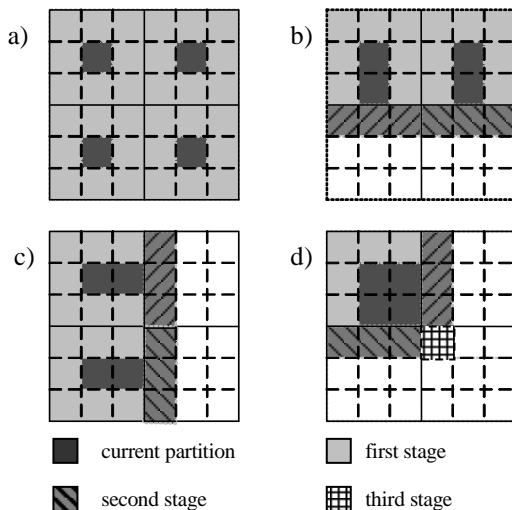 a)
b)
c)
d)
current partition
first stage
second stage
third stage